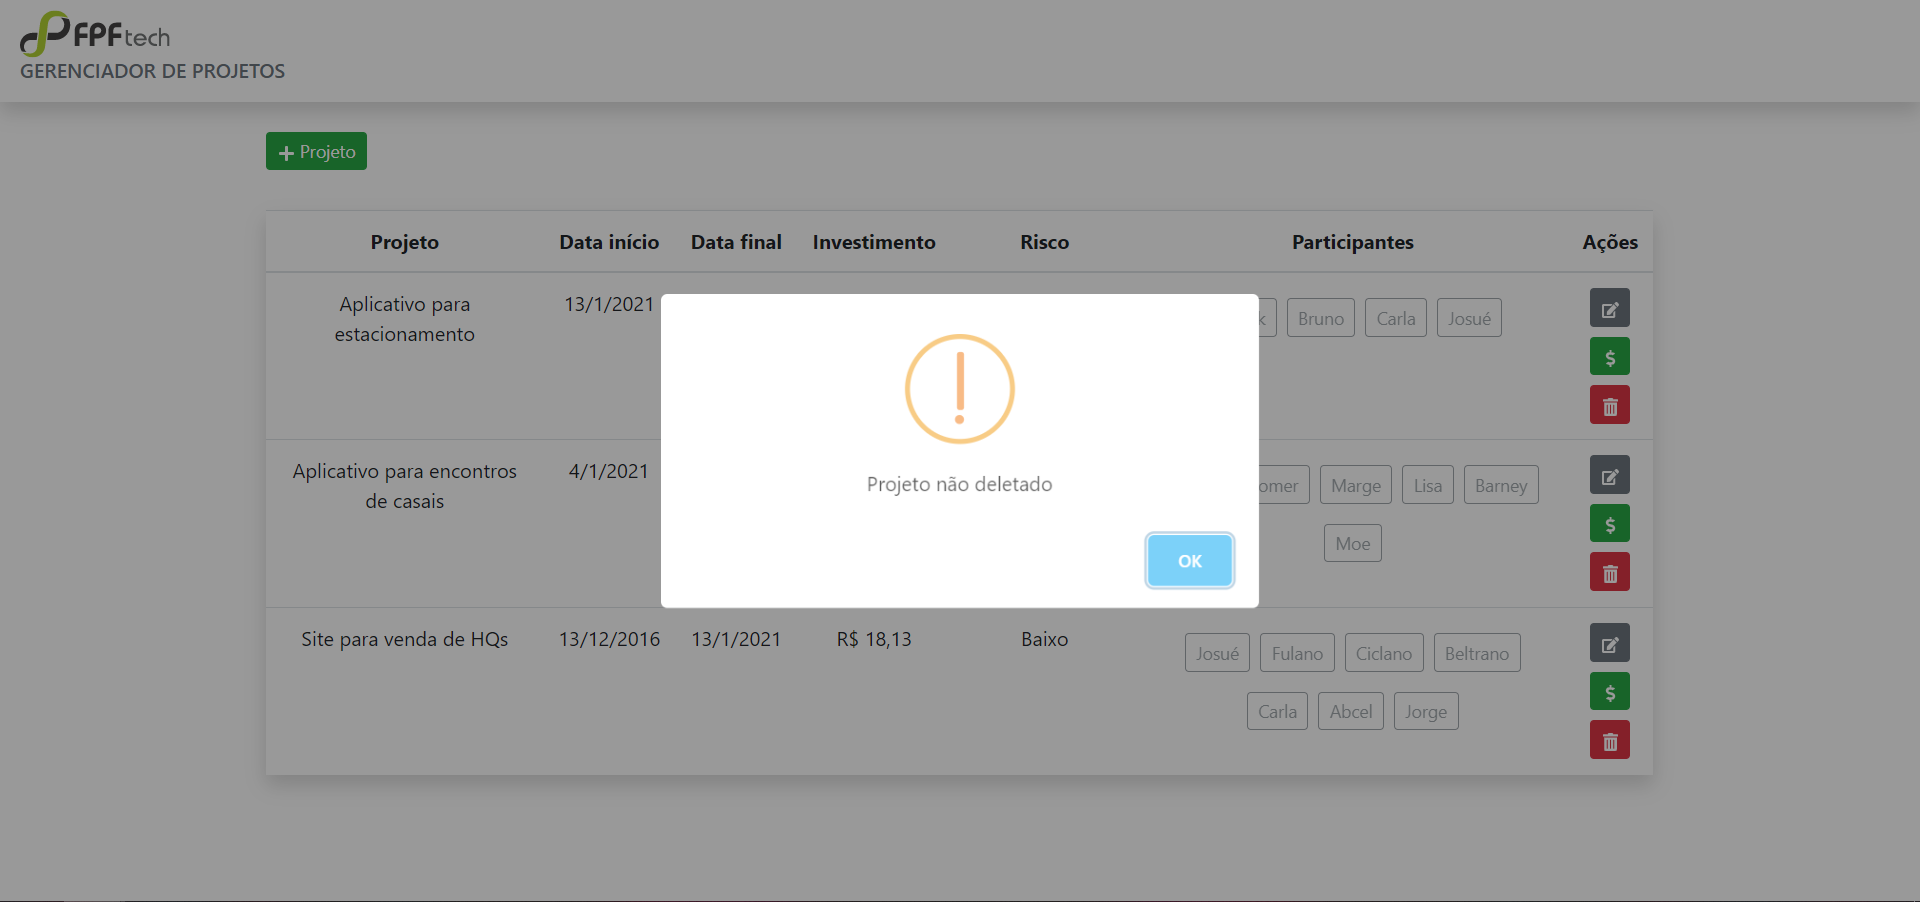 FPFtech
GERENCIADOR DE PROJETOS
Projeto
Projeto Data início Data final Investimento Risco Participantes Ações
Aplicativo para
estacionamento
13/1/2021
Bruno Carla Josué
Aplicativo para encontros
de casais
4/1/2021
Marge Lisa Barney
Moe
Projeto não deletado
OK
Site para venda de HQs 13/12/2016 13/1/2021 R$ 18,13 Baixo
Josué Fulano Ciclano Beltrano
Carla Abcel Jorge